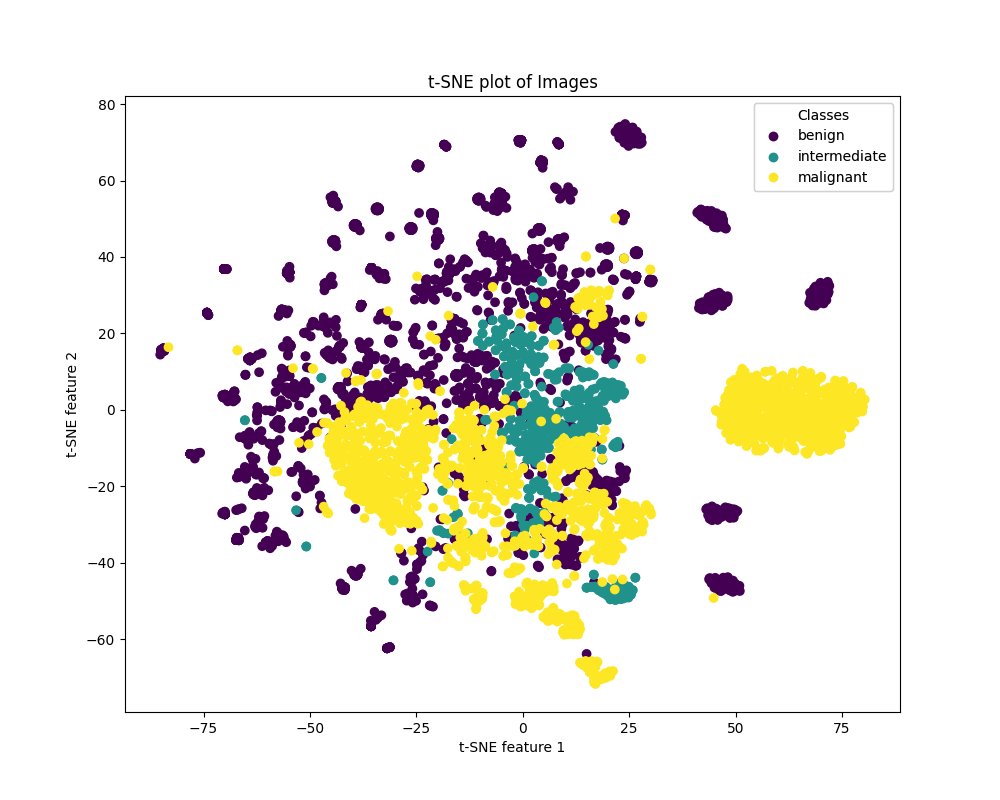 t-SNE plot of Images
Classes
benign
intermediate
malignant
80
60
40
20
0
−20
−40
−60
t-SNE feature 2
−75
−50
−25
0
25
50
75
t-SNE feature 1